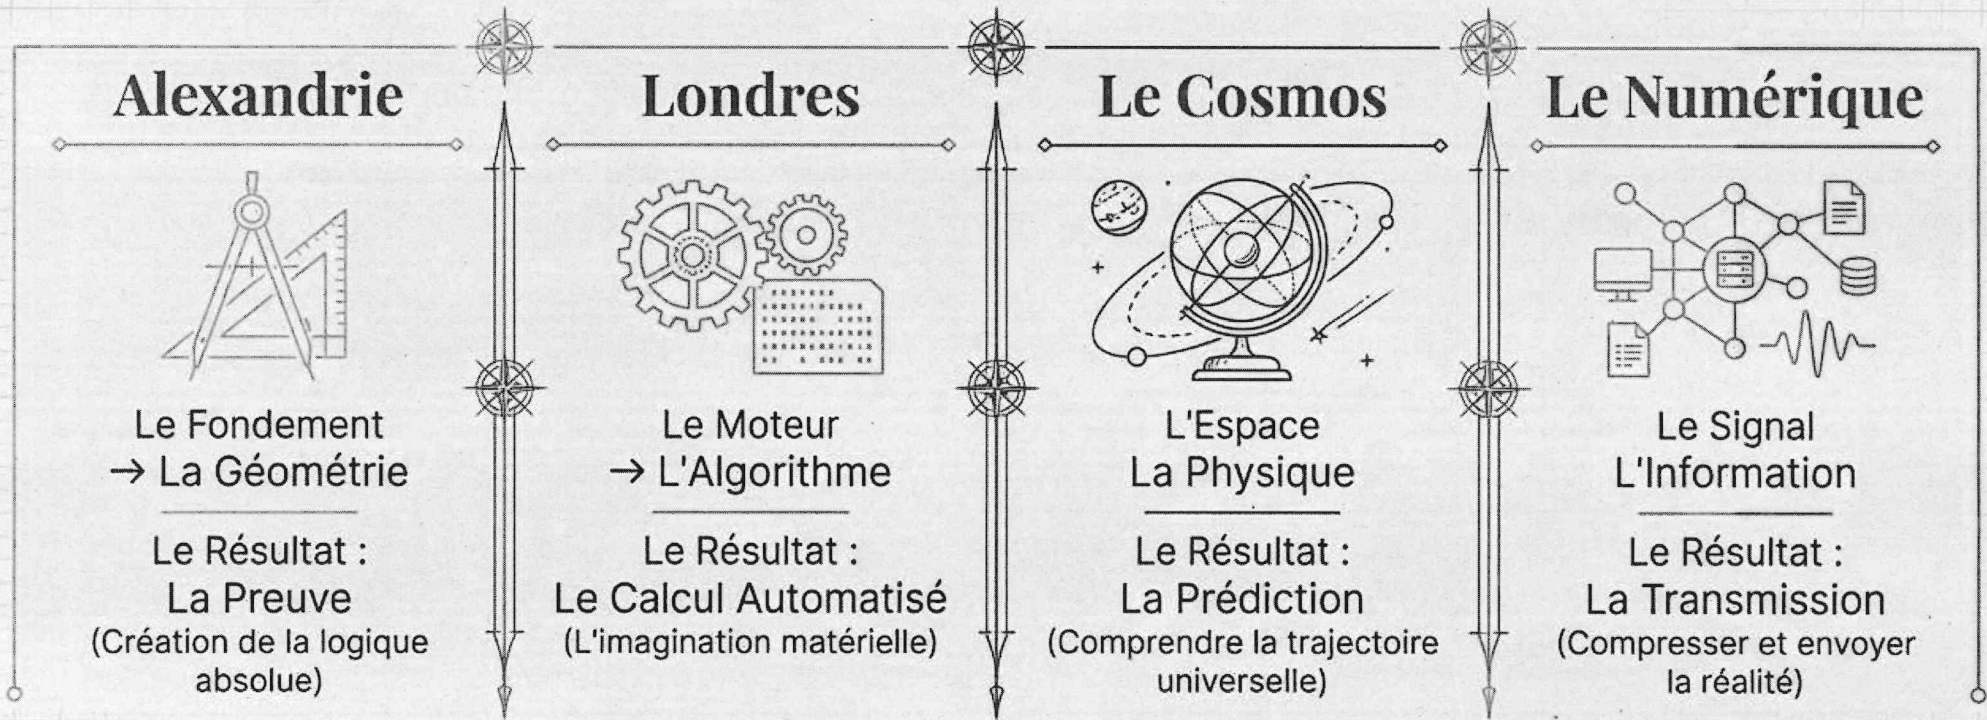 Alexandrie
Le Fondement
→ La Géométrie
Le Résultat :
La Preuve
(Création de la logique
absolue)
Londres
Le Moteur
→ L'Algorithme
Le Résultat :
Le Calcul Automatisé
(L'imagination matérielle)
Le Cosmos
L'Espace
La Physique
Le Résultat :
La Prédiction
(Comprendre la trajectoire
universelle)
Le Numérique
Le Signal
L'Information
Le Résultat :
La Transmission
(Compresser et envoyer
la réalité)